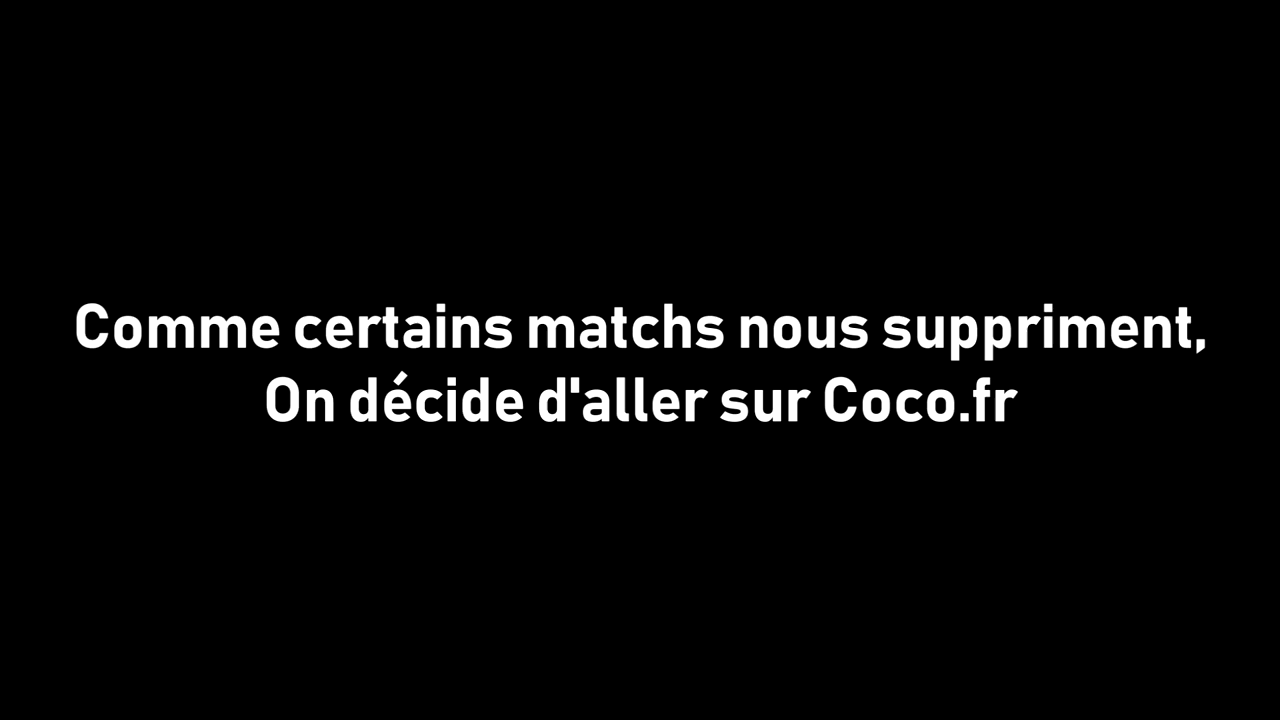 Comme certains matchs nous suppriment,
On décide d'aller sur Coco.fr